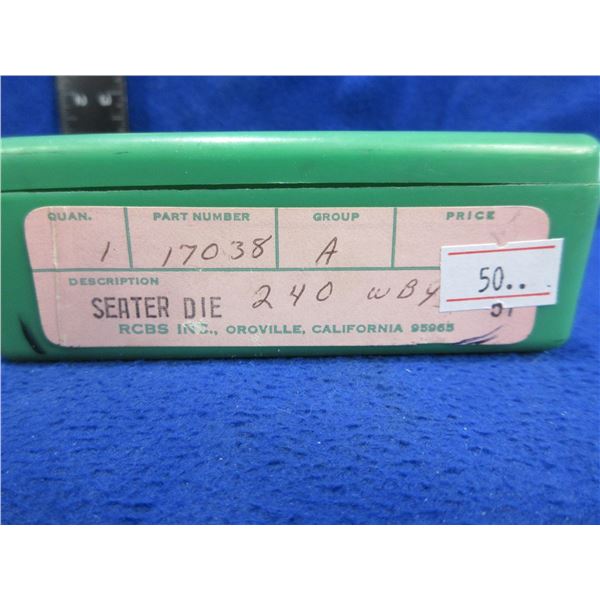 QUAN. PART NUMBER GROUP PRICE
1 17038 A
50..
DESCRIPTION
SEATER DIE 240 WBY
RCBS INC., OROVILLE, CALIFORNIA 95965